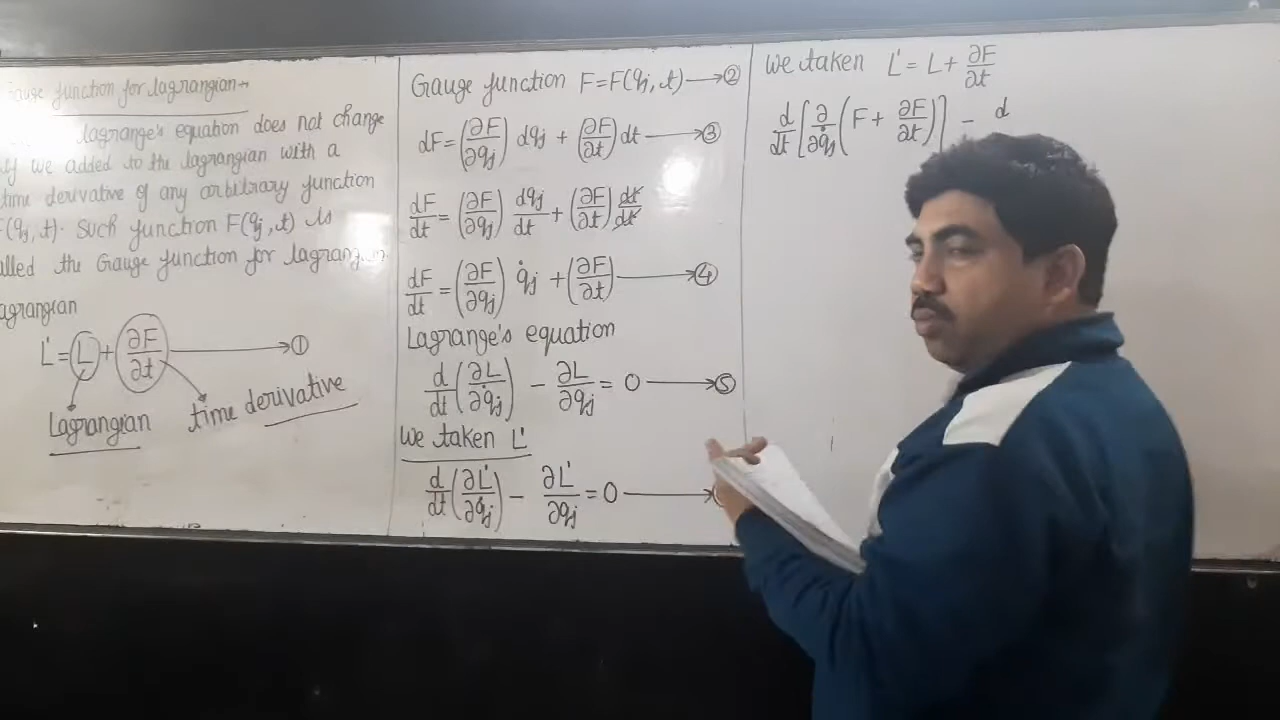 function for lagrangian
lagrange's equation does not change
if we added to the lagrangian with a
time derivative of any arbitrary function
F(qj, t). Such function F(qj, t) is
called the Gauge function for lagrangian.
agrangian
L' = L + ∂F/∂t ⟶ ①
Lagrangian time derivative
Gauge function F = F(qj, t) ⟶ ②
dF = (∂F/∂qj) dqj + (∂F/∂t) dt ⟶ ③
dF/dt = (∂F/∂qj) dqj/dt + (∂F/∂t) dt/dt
dF/dt = (∂F/∂qj) q̇j + (∂F/∂t) ⟶ ④
Lagrange's equation
d/dt (∂L/∂q̇j) − ∂L/∂qj = 0 ⟶ ⑤
We taken L'
d/dt (∂L'/∂q̇j) − ∂L'/∂qj = 0 ⟶
We taken L' = L + ∂F/∂t
d/dt [∂/∂q̇j (F + ∂F/∂t)] − d